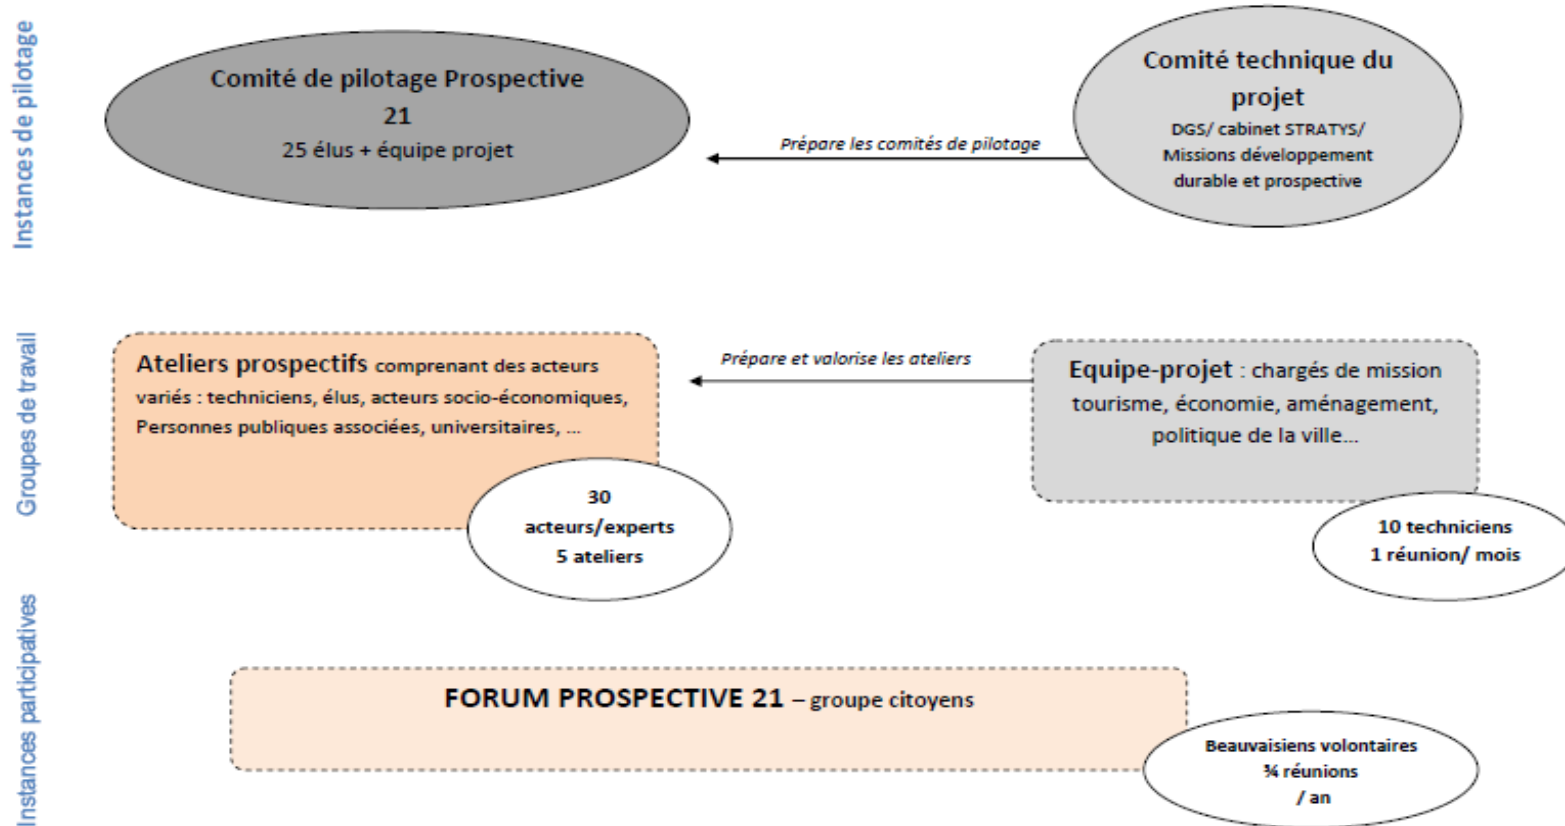 Instances de pilotage
Comité de pilotage Prospective
21
25 élus + équipe projet
Prépare les comités de pilotage
Comité technique du
projet
DGS/ cabinet STRATYS/
Missions développement
durable et prospective
Groupes de travail
Ateliers prospectifs comprenant des acteurs
variés : techniciens, élus, acteurs socio-économiques,
Personnes publiques associées, universitaires, ...
30
acteurs/experts
5 ateliers
Prépare et valorise les ateliers
Equipe-projet : chargés de mission
tourisme, économie, aménagement,
politique de la ville...
10 techniciens
1 réunion/ mois
Instances participatives
FORUM PROSPECTIVE 21 – groupe citoyens
Beauvaisiens volontaires
¾ réunions
/ an